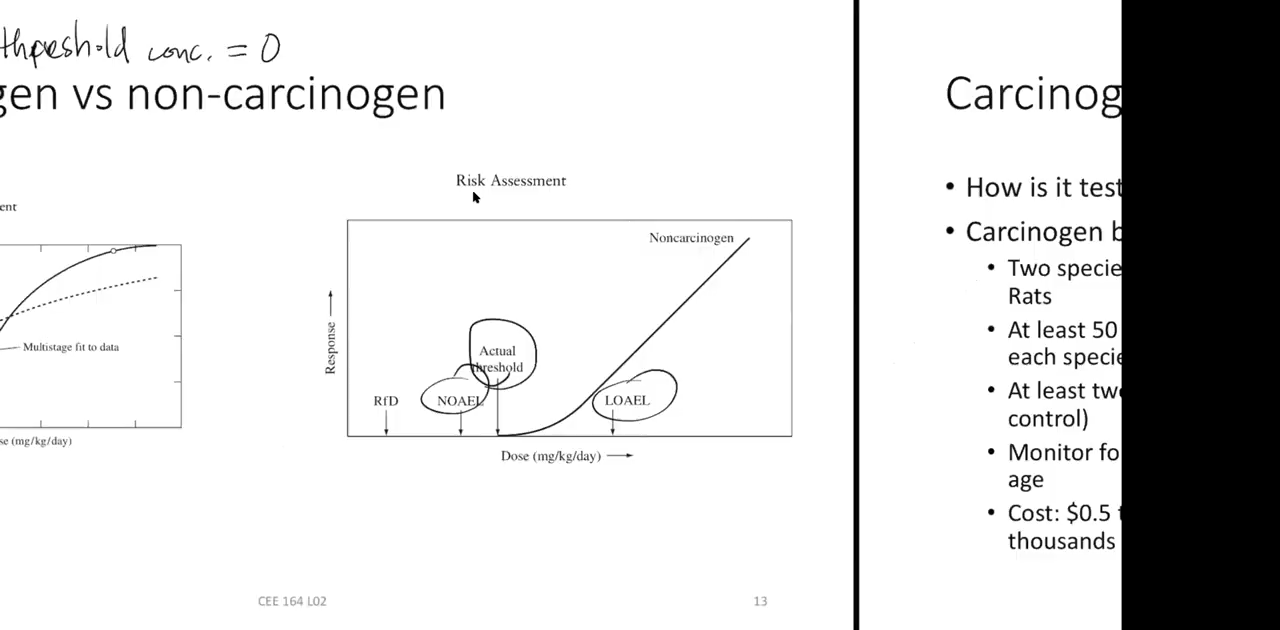 threshold conc. = 0
gen vs non-carcinogen
Risk Assessment
ent
Noncarcinogen
Multistage fit to data
Response
Actual
threshold
RfD
NOAEL
LOAEL
se (mg/kg/day)
Dose (mg/kg/day)
CEE 164 L02
13
Carcinog
• How is it test
• Carcinogen b
• Two specie
Rats
• At least 50
each specie
• At least tw
control)
• Monitor fo
age
• Cost: $0.5 t
thousands